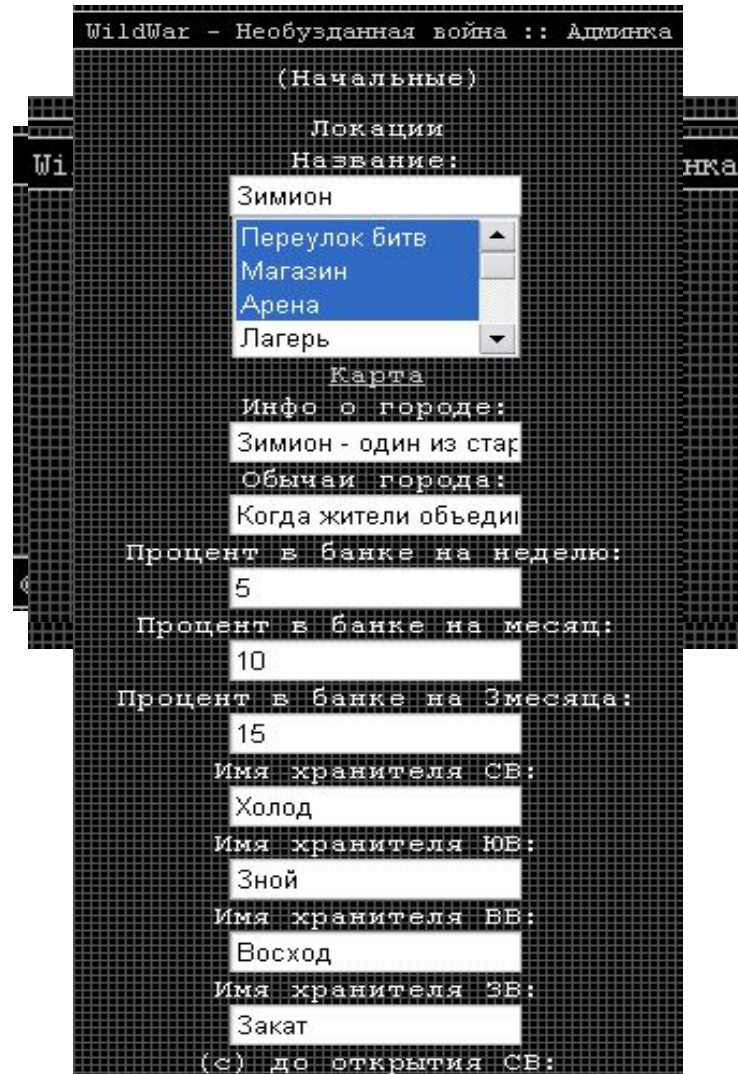 WildWar - Необузданная война :: Админка
(Начальные)
Локации
Название:
Зимион
Переулок битв
Магазин
Арена
Лагерь
Карта
Инфо о городе:
Зимион - один из стар
Обычаи города:
Когда жители объедин
Процент в банке на неделю:
5
Процент в банке на месяц:
10
Процент в банке на 3месяца:
15
Имя хранителя СВ:
Холод
Имя хранителя ЮВ:
Зной
Имя хранителя ВВ:
Восход
Имя хранителя ЗВ:
Закат
(с) до открытия СВ: